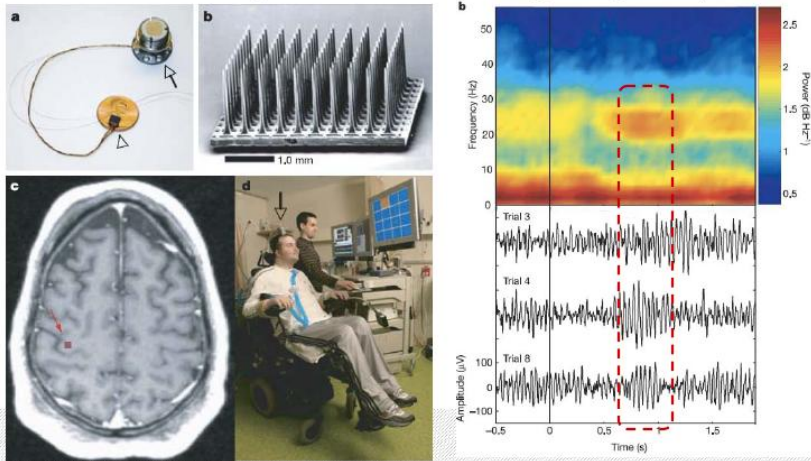 a
b
1.0 mm
c
d
b
Frequency (Hz)
50
40
30
20
10
0
2.5
2
1.5
1
0.5
Power (dB Hz⁻¹)
Trial 3
Trial 4
Trial 8
Amplitude (µV)
100
0
−100
-0.5 0 0.5 1 1.5
Time (s)